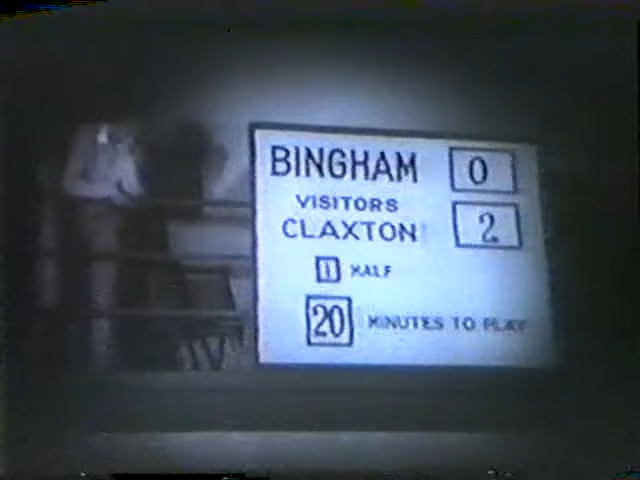 BINGHAM 0
VISITORS
CLAXTON 2
1 HALF
20 MINUTES TO PLAY